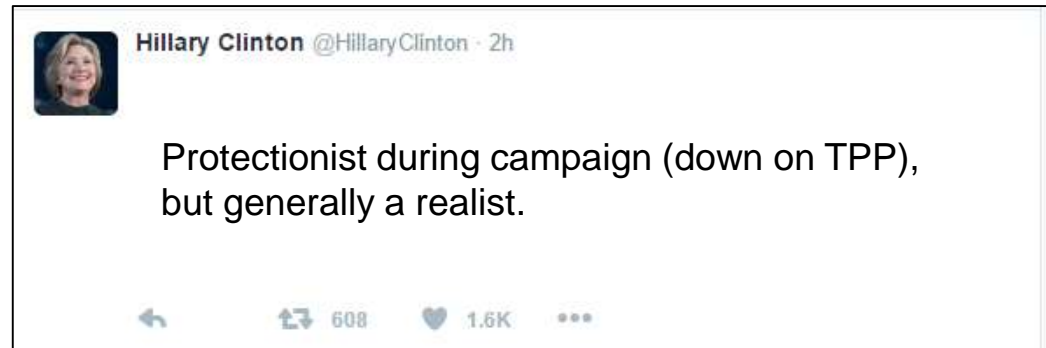 Hillary Clinton @HillaryClinton · 2h
Protectionist during campaign (down on TPP),
but generally a realist.
608 1.6K